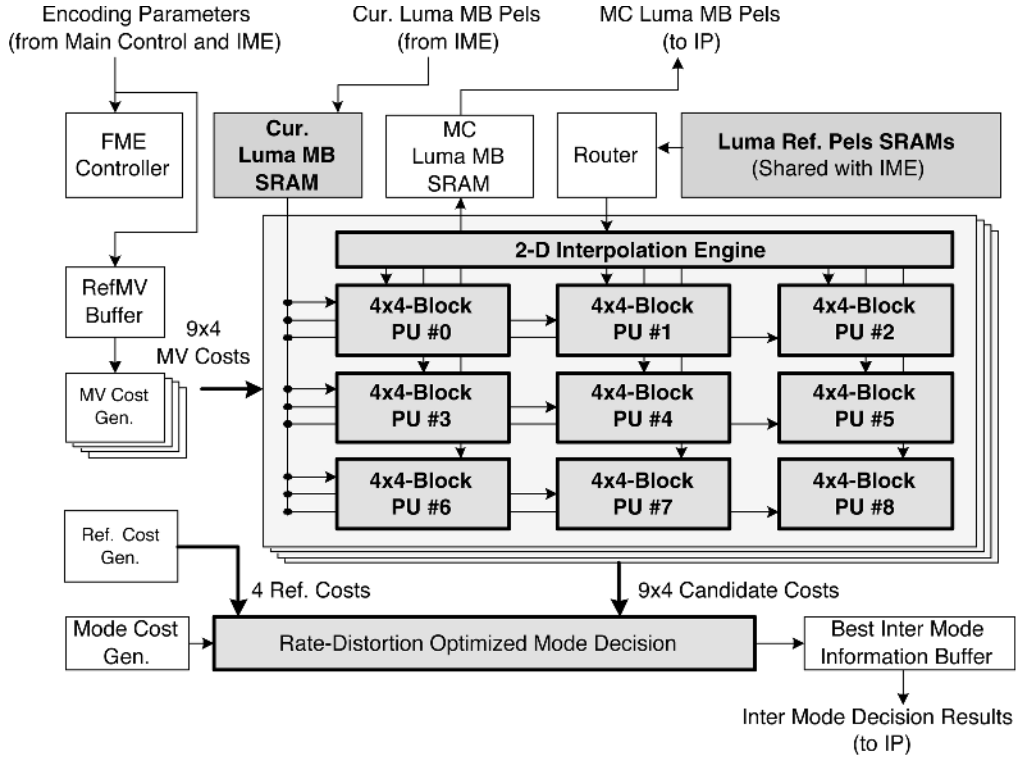 Encoding Parameters
(from Main Control and IME)
Cur. Luma MB Pels
(from IME)
MC Luma MB Pels
(to IP)
FME
Controller
Cur.
Luma MB
SRAM
MC
Luma MB
SRAM
Router
Luma Ref. Pels SRAMs
(Shared with IME)
2-D Interpolation Engine
RefMV
Buffer
9x4
MV Costs
MV Cost
Gen.
4x4-Block
PU #0
4x4-Block
PU #1
4x4-Block
PU #2
4x4-Block
PU #3
4x4-Block
PU #4
4x4-Block
PU #5
4x4-Block
PU #6
4x4-Block
PU #7
4x4-Block
PU #8
Ref. Cost
Gen.
4 Ref. Costs
9x4 Candidate Costs
Mode Cost
Gen.
Rate-Distortion Optimized Mode Decision
Best Inter Mode
Information Buffer
Inter Mode Decision Results
(to IP)